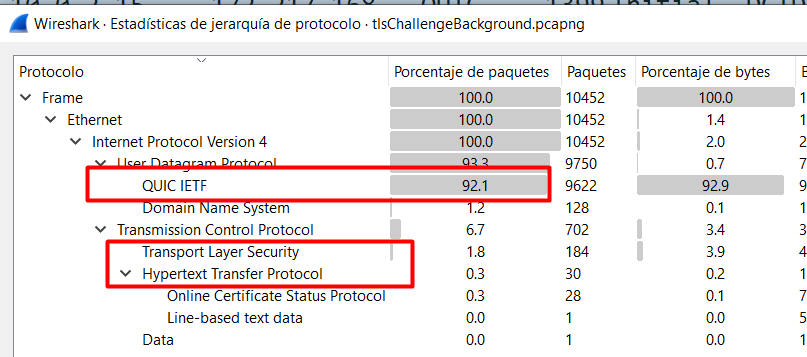 Wireshark · Estadísticas de jerarquía de protocolo · tlsChallengeBackground.pcapng
Protocolo Porcentaje de paquetes Paquetes Porcentaje de bytes B
Frame 100.0 10452 100.0 1
Ethernet 100.0 10452 1.4 1
Internet Protocol Version 4 100.0 10452 2.0 2
User Datagram Protocol 93.3 9750 0.7 7
QUIC IETF 92.1 9622 92.9 9
Domain Name System 1.2 128 0.1 1
Transmission Control Protocol 6.7 702 3.4 3
Transport Layer Security 1.8 184 3.9 4
Hypertext Transfer Protocol 0.3 30 0.2 1
Online Certificate Status Protocol 0.3 28 0.1 7
Line-based text data 0.0 1 0.0 5
Data 0.0 1 0.0 1